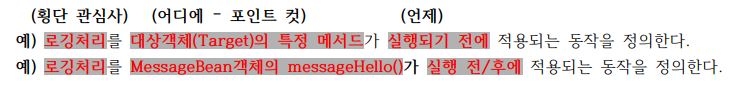 (횡단 관심사) (어디에 - 포인트 컷) (언제)
예) 로깅처리를 대상객체(Target)의 특정 메서드가 실행되기 전에 적용되는 동작을 정의한다.
예) 로깅처리를 MessageBean객체의 messageHello()가 실행 전/후에 적용되는 동작을 정의한다.